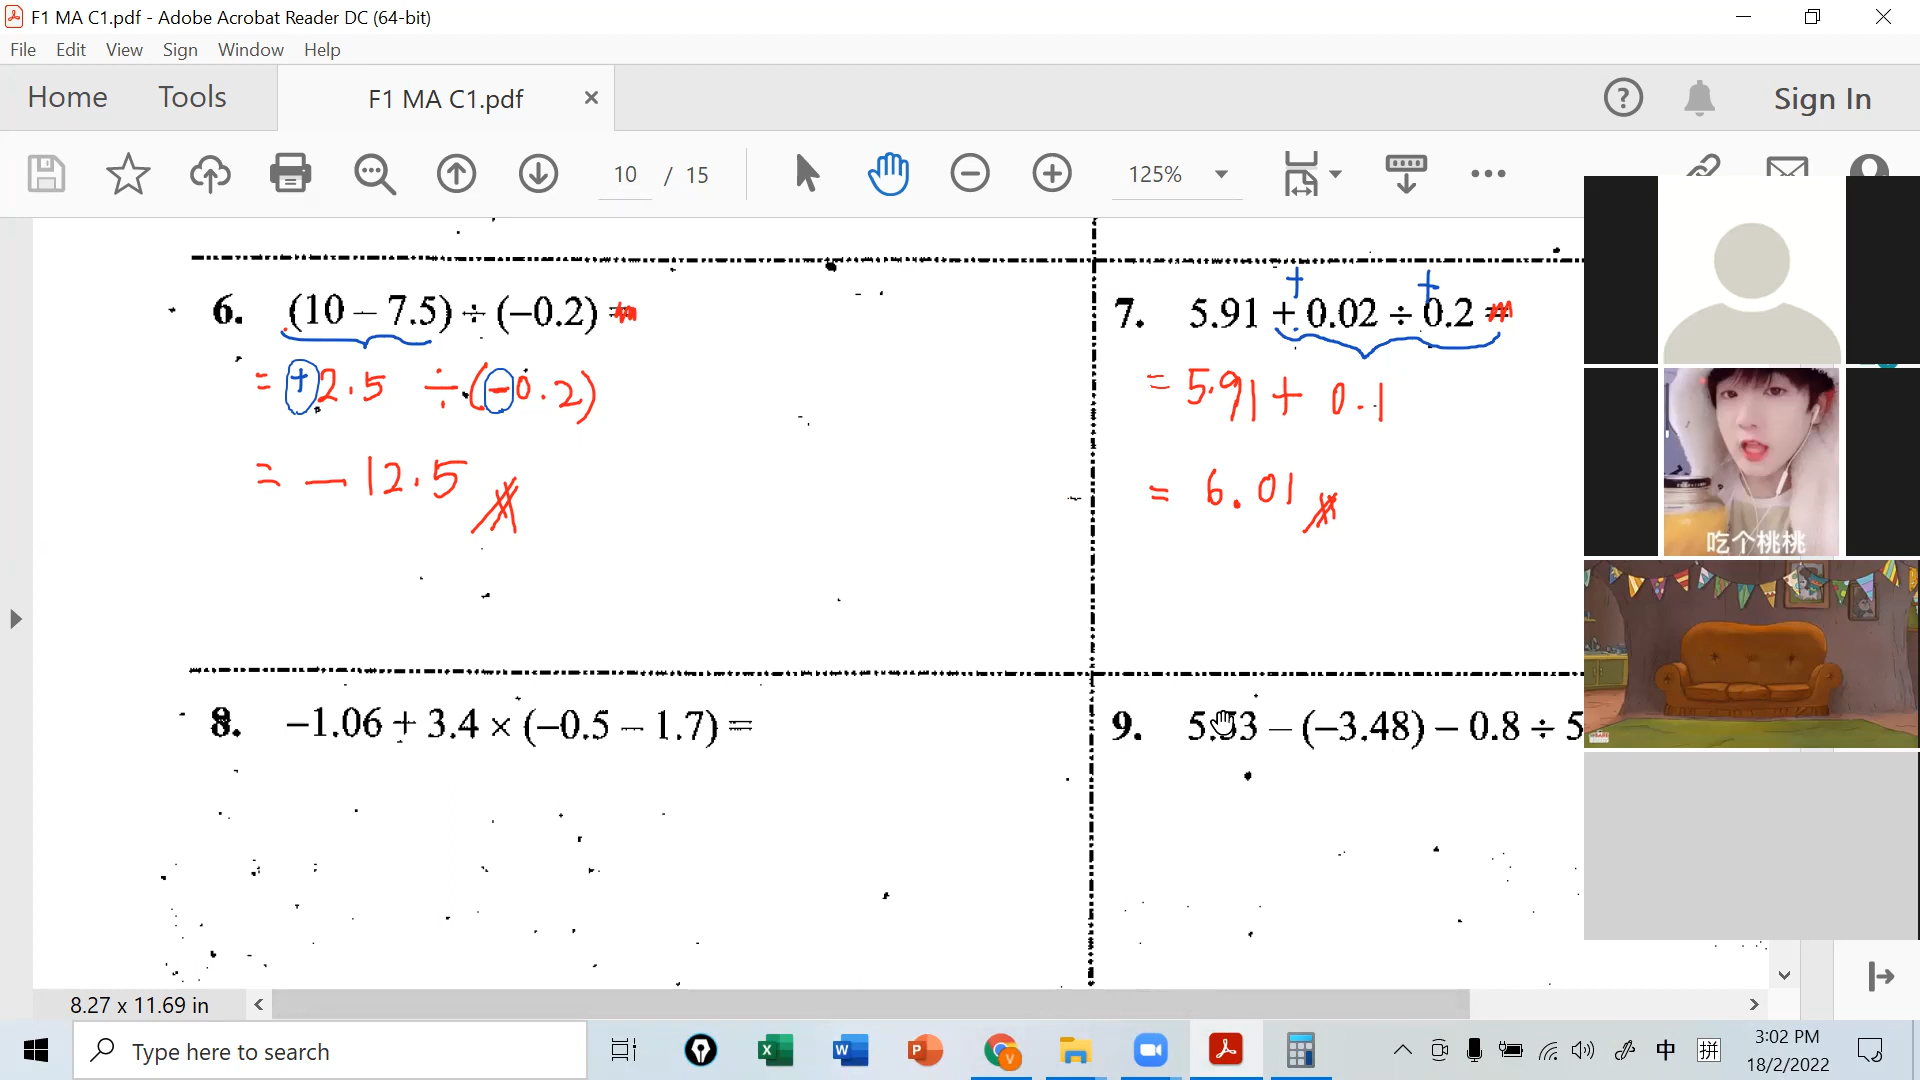 F1 MA C1.pdf - Adobe Acrobat Reader DC (64-bit)
File Edit View Sign Window Help
Home Tools F1 MA C1.pdf Sign In
10 / 15 125%
6. (10 – 7.5) ÷ (–0.2) =
= +2.5 ÷ (–0.2)
= –12.5
7. 5.91 + 0.02 ÷ 0.2 =
+ +
= 5.91 + 0.1
= 6.01
8. –1.06 + 3.4 × (–0.5 – 1.7) =
9. 5.53 – (–3.48) – 0.8 ÷ 5
吃个桃桃
8.27 x 11.69 in
Type here to search
中 拼
3:02 PM
18/2/2022